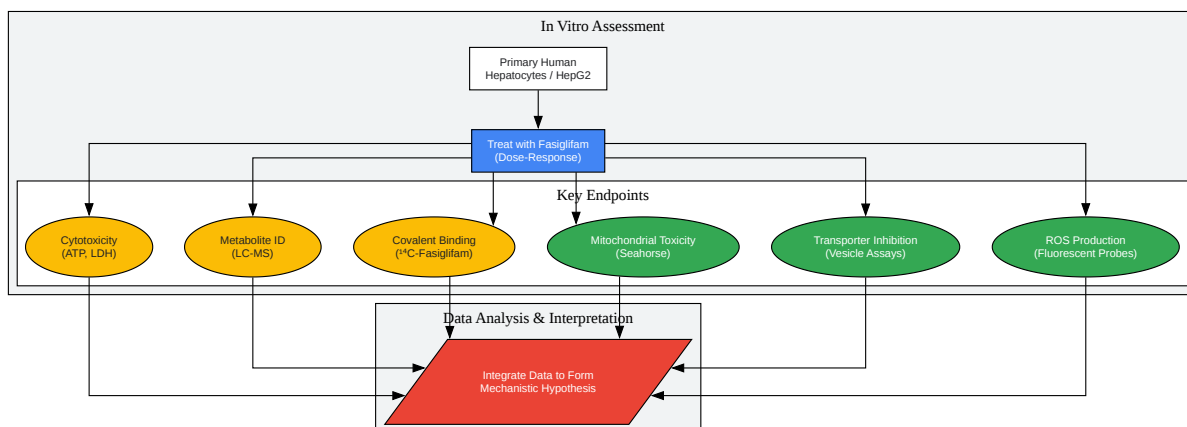 In Vitro Assessment
Primary Human
Hepatocytes / HepG2
Treat with Fasiglifam
(Dose-Response)
Key Endpoints
Cytotoxicity
(ATP, LDH)
Metabolite ID
(LC-MS)
Covalent Binding
(¹⁴C-Fasiglifam)
Mitochondrial Toxicity
(Seahorse)
Transporter Inhibition
(Vesicle Assays)
ROS Production
(Fluorescent Probes)
Data Analysis & Interpretation
Integrate Data to Form
Mechanistic Hypothesis